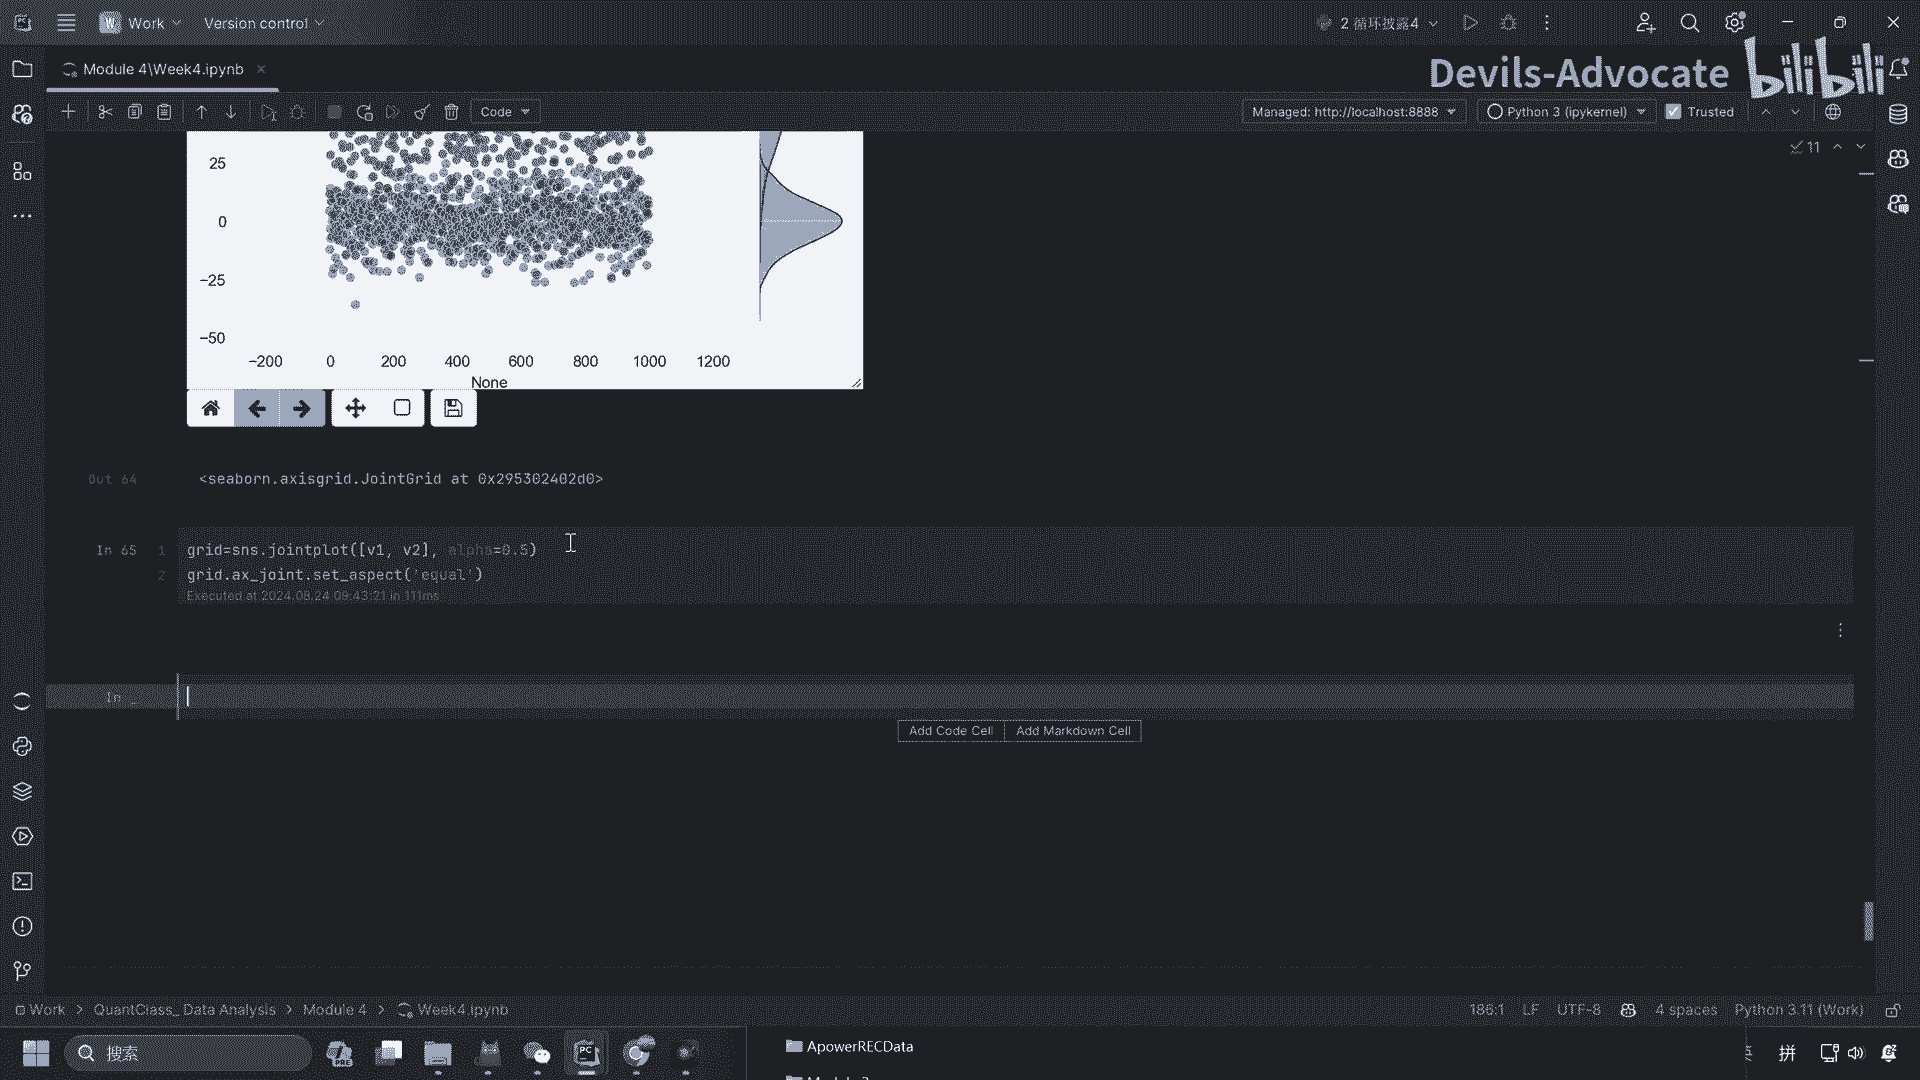 Work
Version control
2 循环披露4
Module 4\Week4.ipynb
Devils-Advocate
bilibili
Code
Managed: http://localhost:8888
Python 3 (ipykernel)
Trusted
11
25
0
−25
−50
−200 0 200 400 600 800 1000 1200
None
Out 64
<seaborn.axisgrid.JointGrid at 0x295302402d0>
In 65
1 grid=sns.jointplot([v1, v2], alpha=0.5)
2 grid.ax_joint.set_aspect('equal')
Executed at 2024.08.24 09:43:21 in 111ms
In _
Add Code Cell
Add Markdown Cell
Work > QuantClass_ Data Analysis > Module 4 > Week4.ipynb
186:1 LF UTF-8 4 spaces Python 3.11 (Work)
搜索
PRE
PC
ApowerRECData
拼